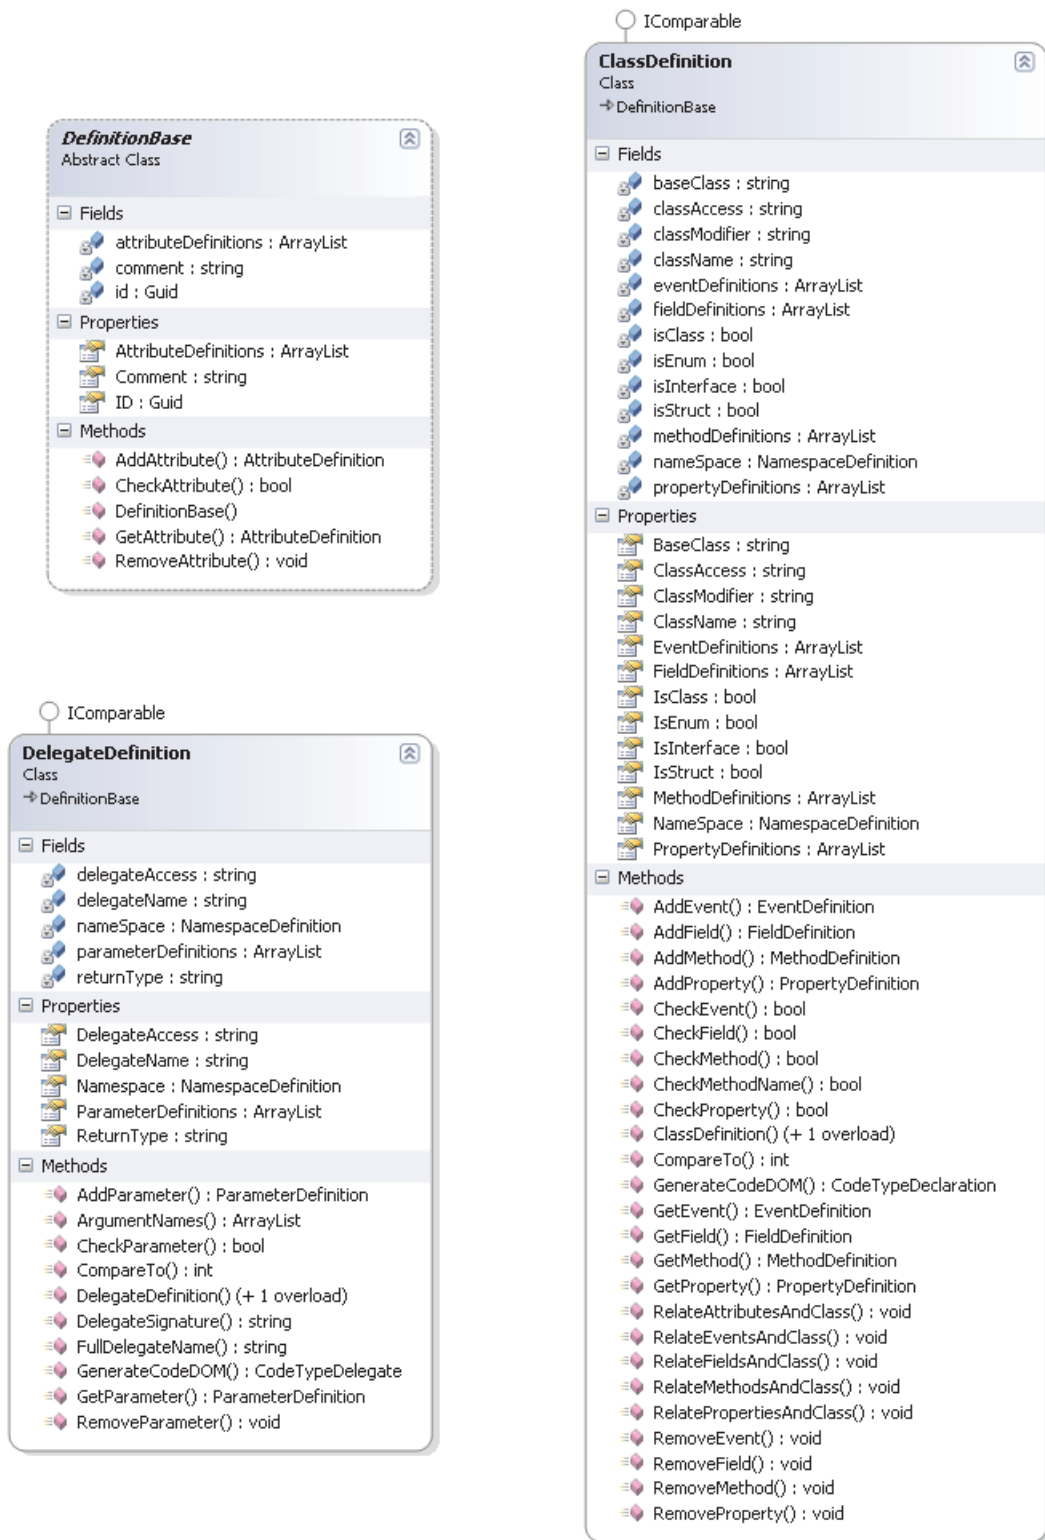 DefinitionBase
Abstract Class
Fields
attributeDefinitions : ArrayList
comment : string
id : Guid
Properties
AttributeDefinitions : ArrayList
Comment : string
ID : Guid
Methods
AddAttribute() : AttributeDefinition
CheckAttribute() : bool
DefinitionBase()
GetAttribute() : AttributeDefinition
RemoveAttribute() : void
IComparable
DelegateDefinition
Class
DefinitionBase
Fields
delegateAccess : string
delegateName : string
nameSpace : NamespaceDefinition
parameterDefinitions : ArrayList
returnType : string
Properties
DelegateAccess : string
DelegateName : string
Namespace : NamespaceDefinition
ParameterDefinitions : ArrayList
ReturnType : string
Methods
AddParameter() : ParameterDefinition
ArgumentNames() : ArrayList
CheckParameter() : bool
CompareTo() : int
DelegateDefinition() (+ 1 overload)
DelegateSignature() : string
FullDelegateName() : string
GenerateCodeDOM() : CodeTypeDelegate
GetParameter() : ParameterDefinition
RemoveParameter() : void
IComparable
ClassDefinition
Class
DefinitionBase
Fields
baseClass : string
classAccess : string
classModifier : string
className : string
eventDefinitions : ArrayList
fieldDefinitions : ArrayList
isClass : bool
isEnum : bool
isInterface : bool
isStruct : bool
methodDefinitions : ArrayList
nameSpace : NamespaceDefinition
propertyDefinitions : ArrayList
Properties
BaseClass : string
ClassAccess : string
ClassModifier : string
ClassName : string
EventDefinitions : ArrayList
FieldDefinitions : ArrayList
IsClass : bool
IsEnum : bool
IsInterface : bool
IsStruct : bool
MethodDefinitions : ArrayList
NameSpace : NamespaceDefinition
PropertyDefinitions : ArrayList
Methods
AddEvent() : EventDefinition
AddField() : FieldDefinition
AddMethod() : MethodDefinition
AddProperty() : PropertyDefinition
CheckEvent() : bool
CheckField() : bool
CheckMethod() : bool
CheckMethodName() : bool
CheckProperty() : bool
ClassDefinition() (+ 1 overload)
CompareTo() : int
GenerateCodeDOM() : CodeTypeDeclaration
GetEvent() : EventDefinition
GetField() : FieldDefinition
GetMethod() : MethodDefinition
GetProperty() : PropertyDefinition
RelateAttributesAndClass() : void
RelateEventsAndClass() : void
RelateFieldsAndClass() : void
RelateMethodsAndClass() : void
RelatePropertiesAndClass() : void
RemoveEvent() : void
RemoveField() : void
RemoveMethod() : void
RemoveProperty() : void